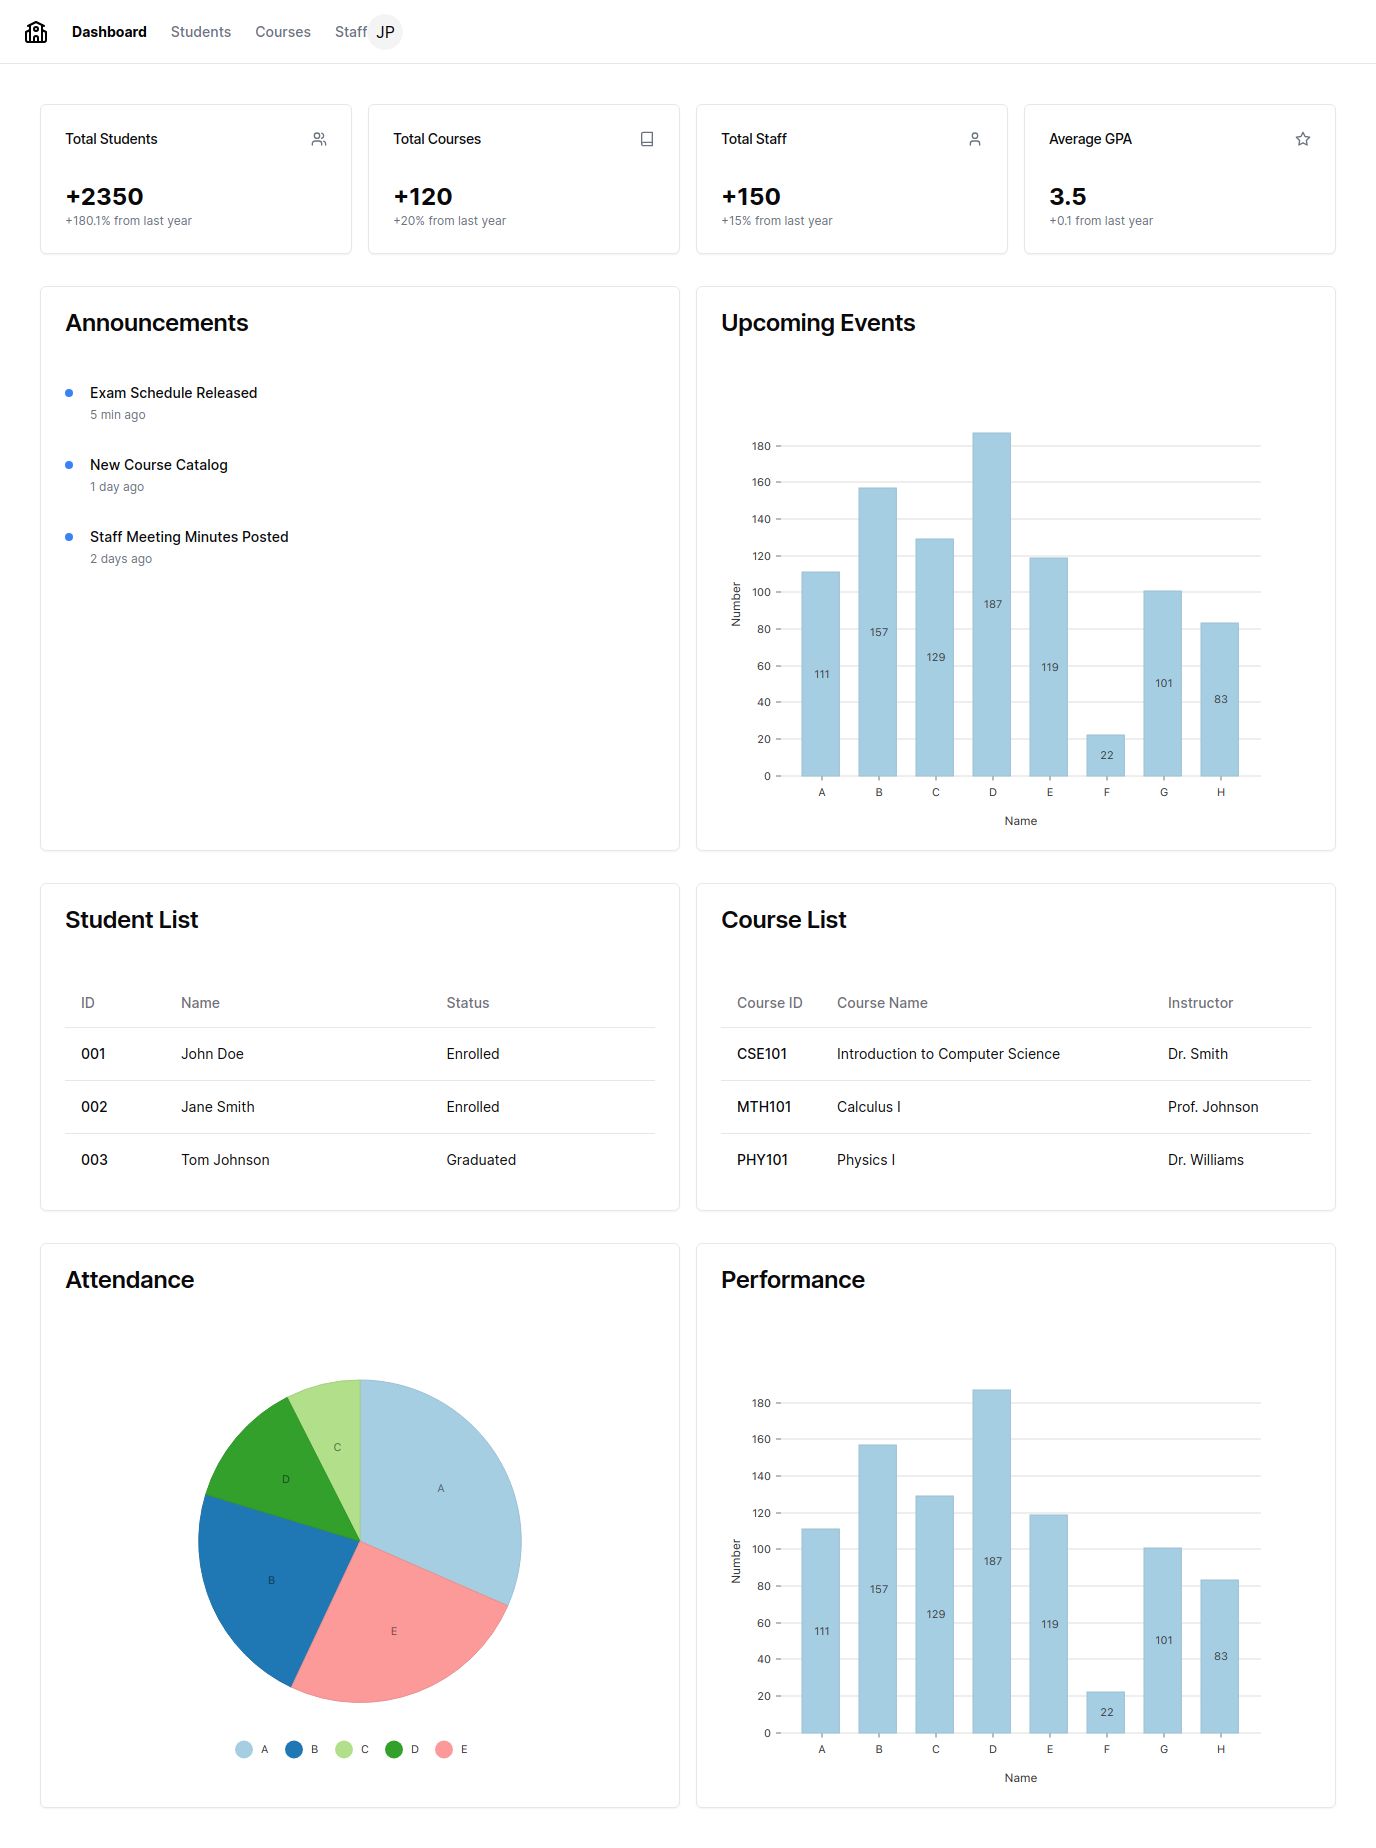 Dashboard Students Courses Staff JP
Total Students
+2350
+180.1% from last year
Total Courses
+120
+20% from last year
Total Staff
+150
+15% from last year
Average GPA
3.5
+0.1 from last year
Announcements
Exam Schedule Released
5 min ago
New Course Catalog
1 day ago
Staff Meeting Minutes Posted
2 days ago
Upcoming Events
180
160
140
120
100
80
60
40
20
0
Number
111 157 129 187 119 22 101 83
A B C D E F G H
Name
Student List
ID Name Status
001 John Doe Enrolled
002 Jane Smith Enrolled
003 Tom Johnson Graduated
Course List
Course ID Course Name Instructor
CSE101 Introduction to Computer Science Dr. Smith
MTH101 Calculus I Prof. Johnson
PHY101 Physics I Dr. Williams
Attendance
C
D
A
B
E
A B C D E
Performance
180
160
140
120
100
80
60
40
20
0
Number
111 157 129 187 119 22 101 83
A B C D E F G H
Name